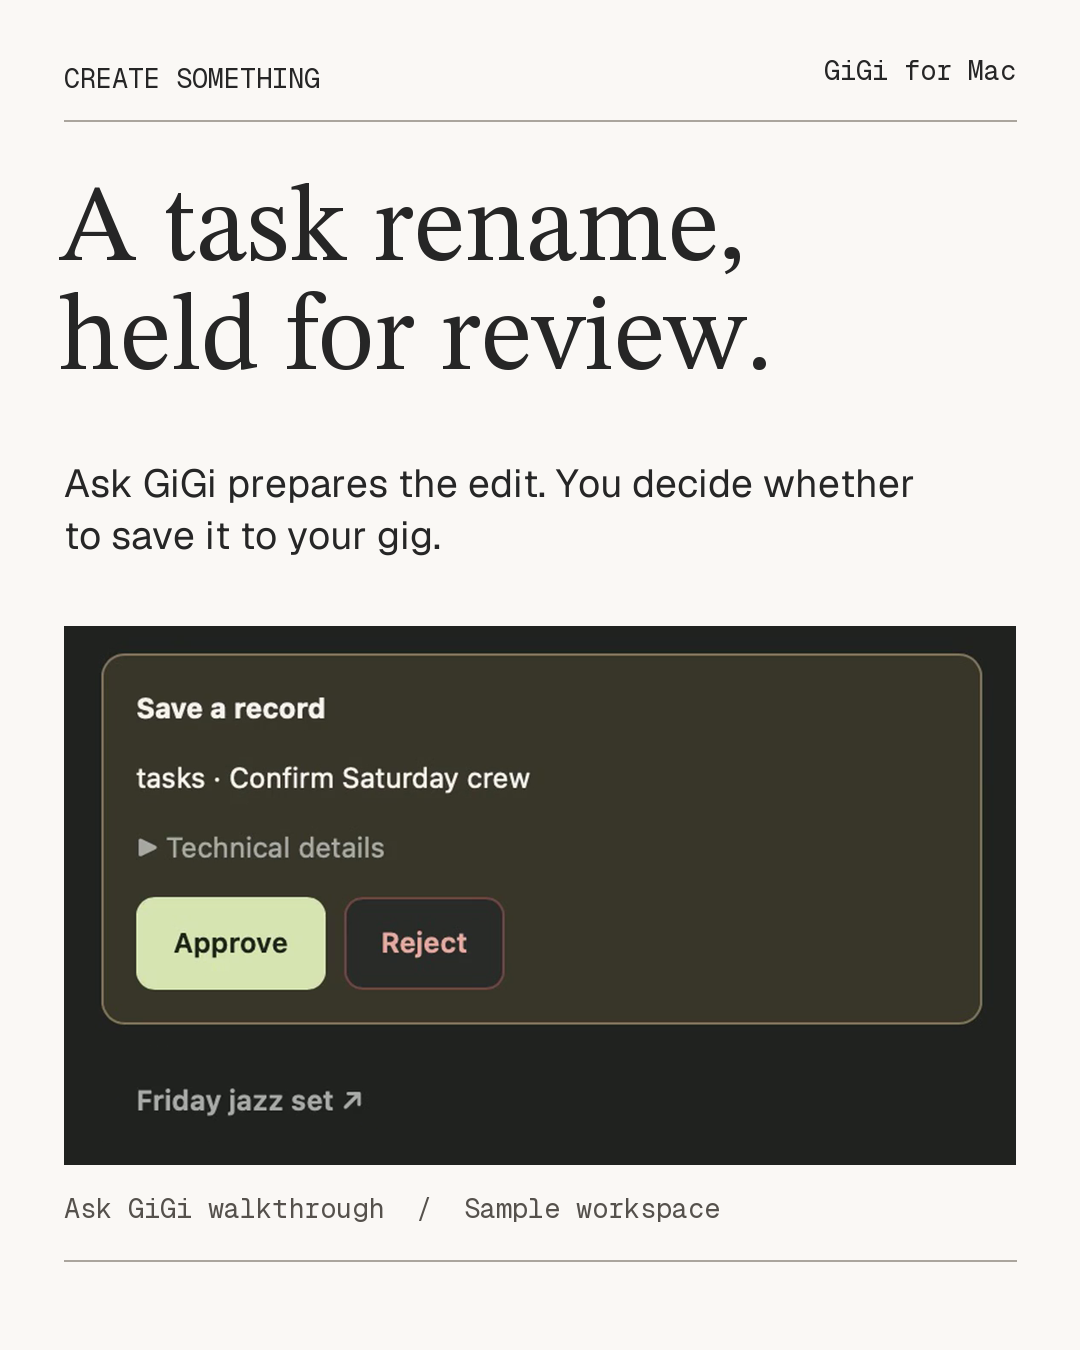 CREATE SOMETHING
GiGi for Mac
A task rename,
held for review.
Ask GiGi prepares the edit. You decide whether
to save it to your gig.
Save a record
tasks · Confirm Saturday crew
▶ Technical details
Approve
Reject
Friday jazz set ↗
Ask GiGi walkthrough / Sample workspace